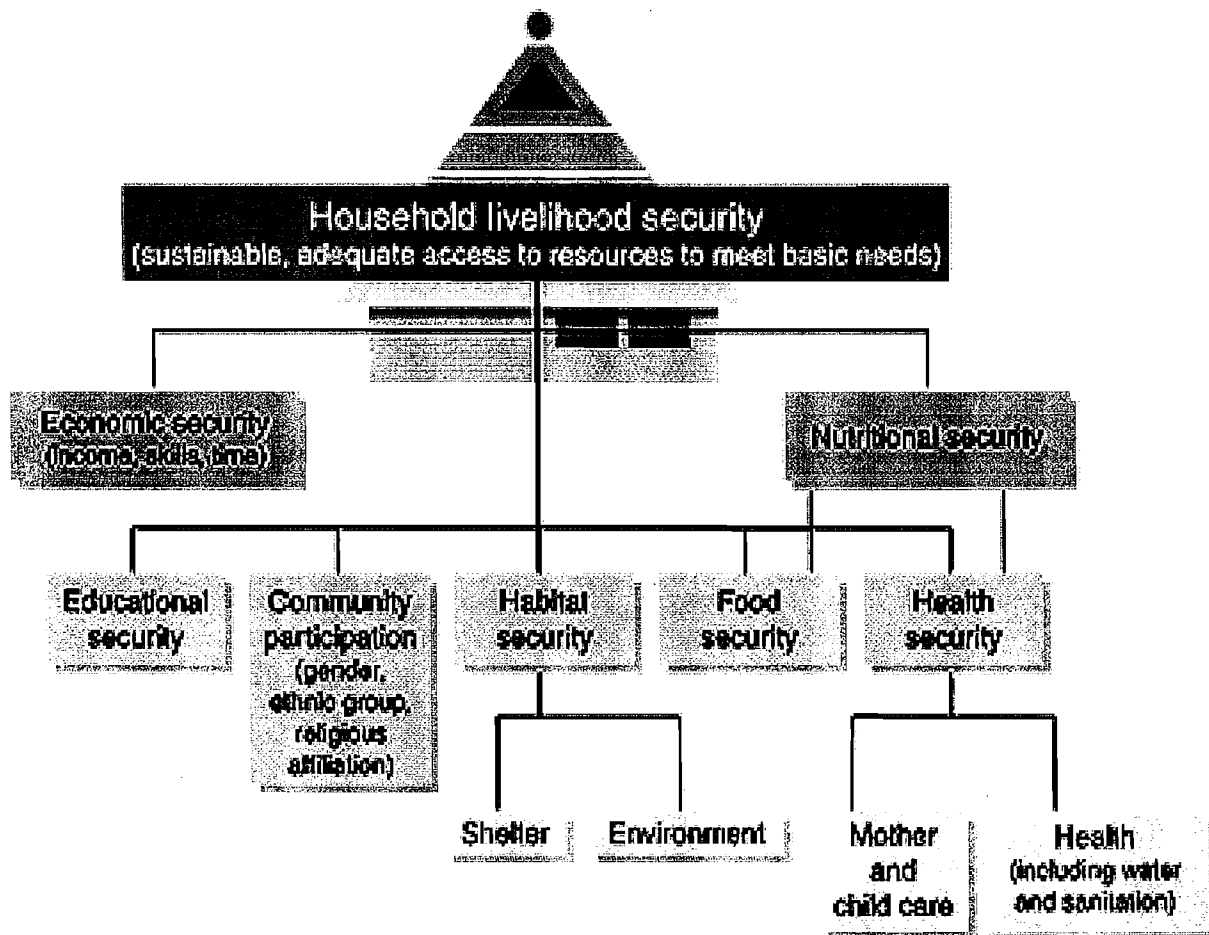 Household livelihood security
(sustainable, adequate access to resources to meet basic needs)
Economic security
(income, skills, time)
Nutritional security
Educational
security
Community
participation
(gender,
ethnic group,
religious
affiliation)
Habital
security
Food
security
Health
security
Shelter
Environment
Mother
and
child care
Health
(including water
and sanitation)